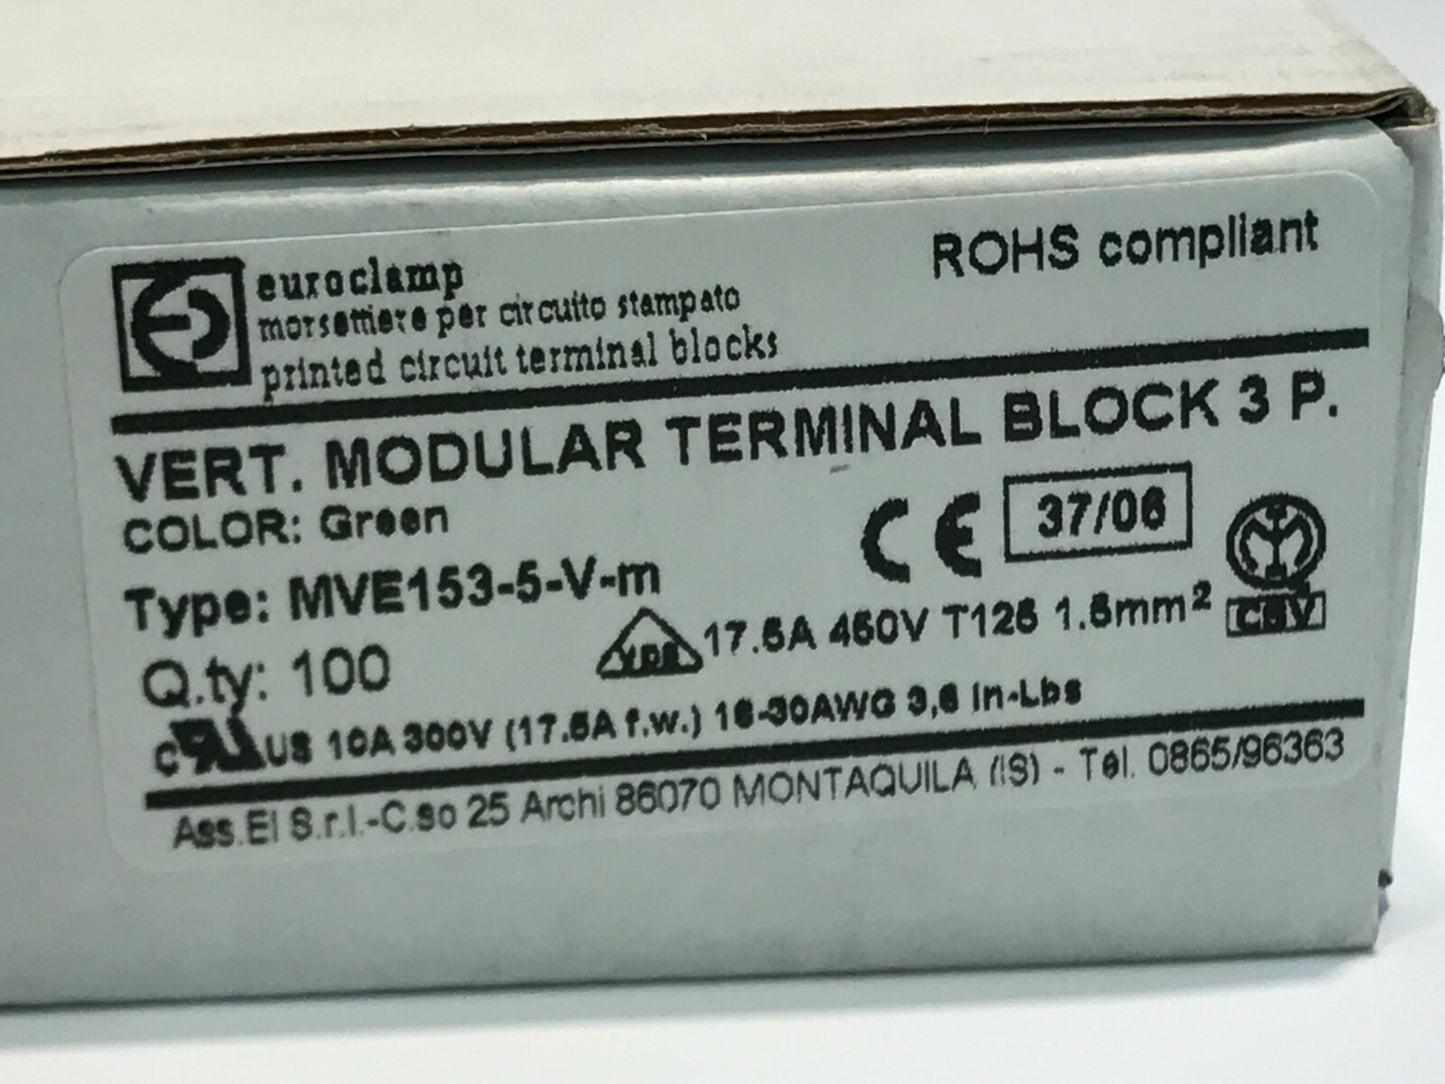 euroclamp
morsettiere per circuito stampato
printed circuit terminal blocks
ROHS compliant
VERT. MODULAR TERMINAL BLOCK 3 P.
COLOR: Green
CE 37/06
Type: MVE153-5-V-m
VDE 17.5A 450V T125 1.5mm² CSV
Q.ty: 100
c US 10A 300V (17.5A f.w.) 16-30AWG 3,6 In-Lbs
Ass.El S.r.l.-C.so 25 Archi 86070 MONTAQUILA (IS) - Tel. 0865/96363